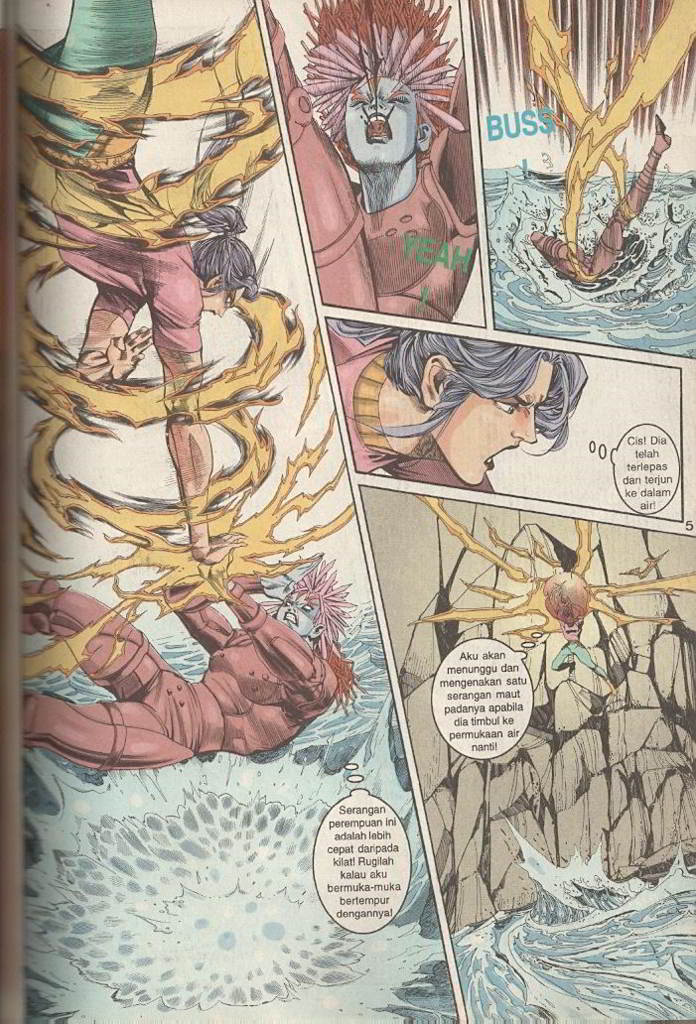 YEAH
!
BUSS
!
Cis! Dia
telah
terlepas
dan terjun
ke dalam
air!
5
Aku akan
menunggu dan
mengenakan satu
serangan maut
padanya apabila
dia timbul ke
permukaan air
nanti!
Serangan
perempuan ini
adalah lebih
cepat daripada
kilat! Rugilah
kalau aku
bermuka-muka
bertempur
dengannya!